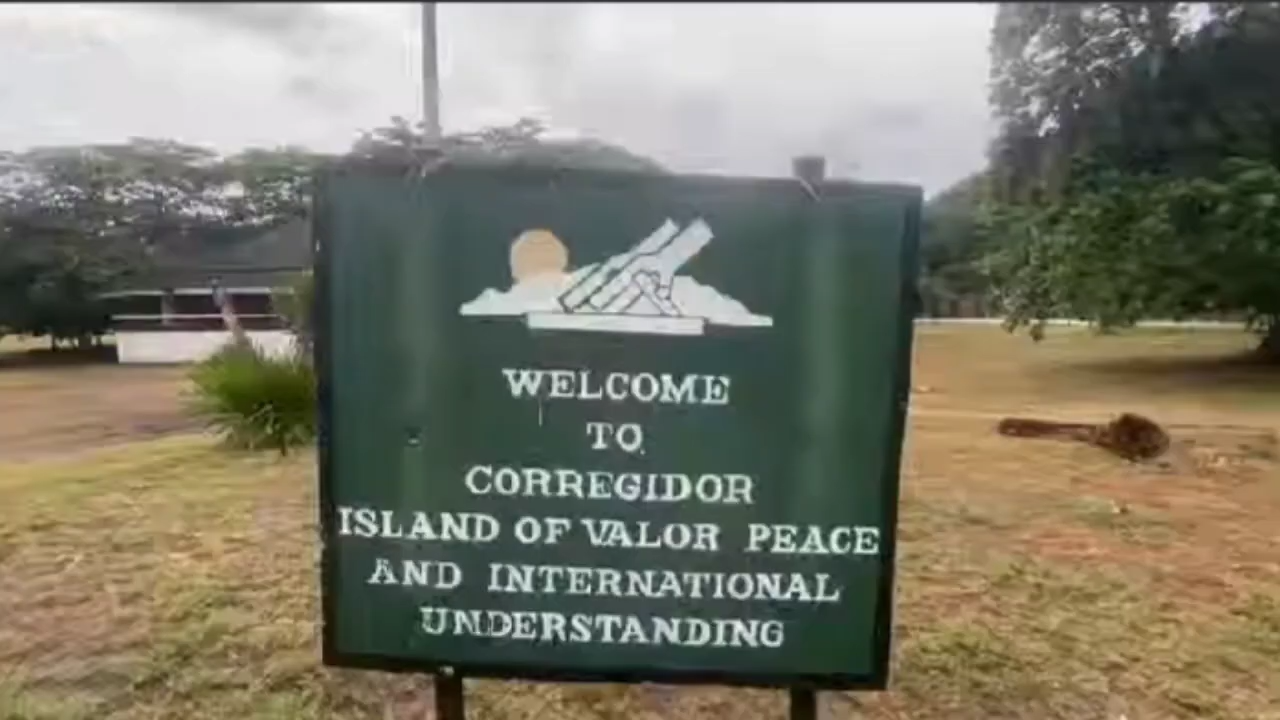 WELCOME
TO
CORREGIDOR
ISLAND OF VALOR PEACE
AND INTERNATIONAL
UNDERSTANDING